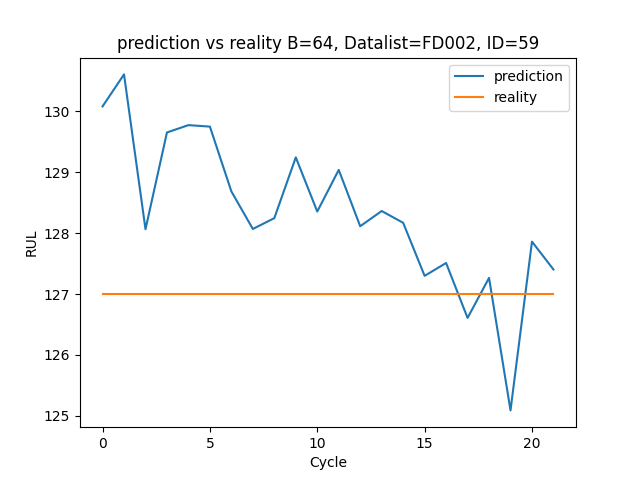 prediction vs reality B=64, Datalist=FD002, ID=59
prediction
reality
130
129
128
127
126
125
RUL
0 5 10 15 20
Cycle